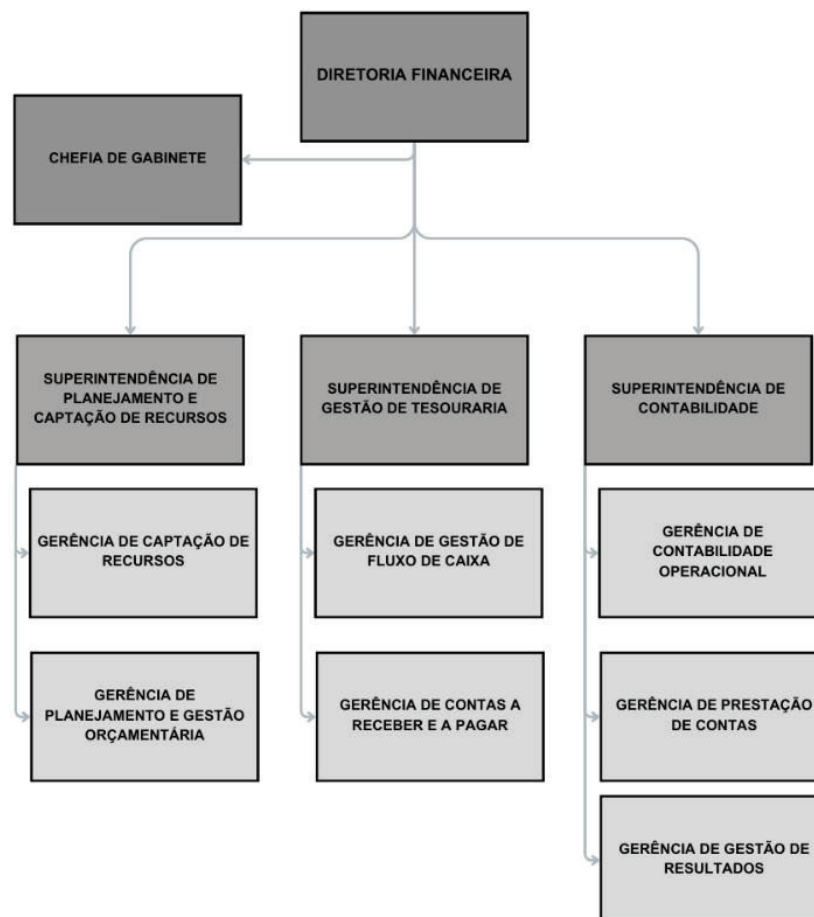 DIRETORIA FINANCEIRA
CHEFIA DE GABINETE
SUPERINTENDÊNCIA DE
PLANEJAMENTO E
CAPTAÇÃO DE RECURSOS
SUPERINTENDÊNCIA DE
GESTÃO DE TESOURARIA
SUPERINTENDÊNCIA DE
CONTABILIDADE
GERÊNCIA DE CAPTAÇÃO DE
RECURSOS
GERÊNCIA DE GESTÃO DE
FLUXO DE CAIXA
GERÊNCIA DE
CONTABILIDADE
OPERACIONAL
GERÊNCIA DE
PLANEJAMENTO E GESTÃO
ORÇAMENTÁRIA
GERÊNCIA DE CONTAS A
RECEBER E A PAGAR
GERÊNCIA DE PRESTAÇÃO
DE CONTAS
GERÊNCIA DE GESTÃO DE
RESULTADOS